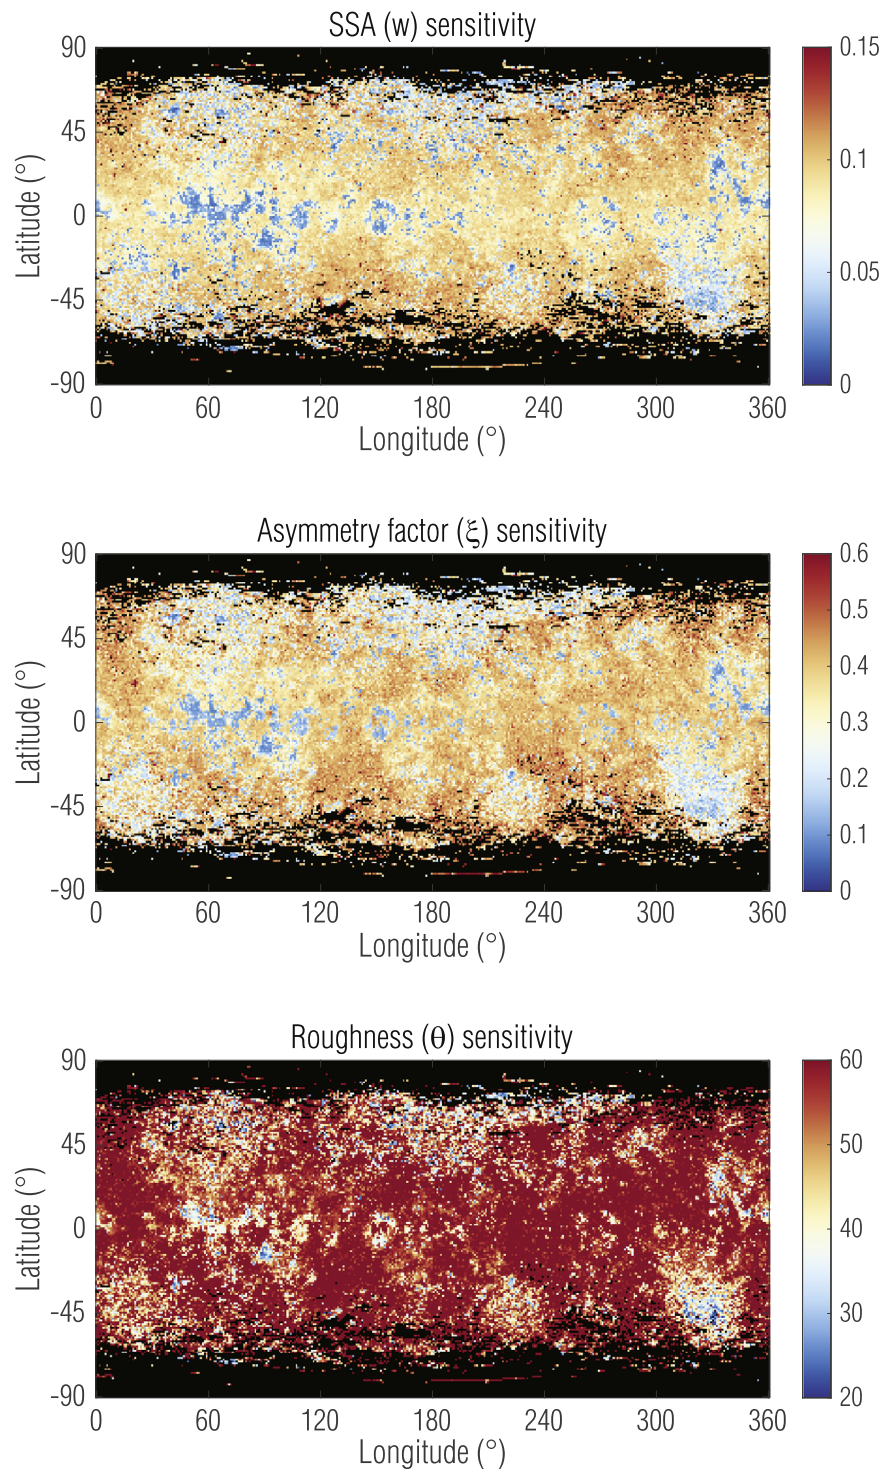 SSA (w) sensitivity
90
45
0
-45
-90
Latitude (°)
0 60 120 180 240 300 360
Longitude (°)
0.15
0.1
0.05
0
Asymmetry factor (ξ) sensitivity
90
45
0
-45
-90
Latitude (°)
0 60 120 180 240 300 360
Longitude (°)
0.6
0.5
0.4
0.3
0.2
0.1
0
Roughness (θ) sensitivity
90
45
0
-45
-90
Latitude (°)
0 60 120 180 240 300 360
Longitude (°)
60
50
40
30
20